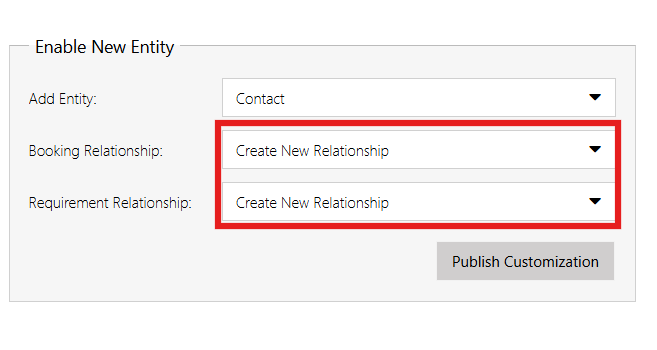 Enable New Entity
Add Entity: Contact
Booking Relationship: Create New Relationship
Requirement Relationship: Create New Relationship
Publish Customization